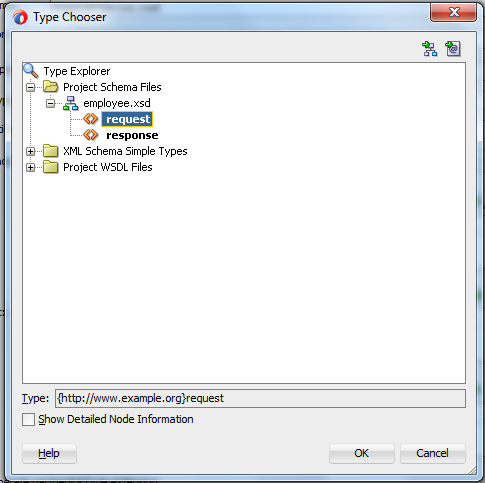 Type Chooser
Type Explorer
Project Schema Files
employee.xsd
request
response
XML Schema Simple Types
Project WSDL Files
Type: {http://www.example.org}request
Show Detailed Node Information
Help OK Cancel